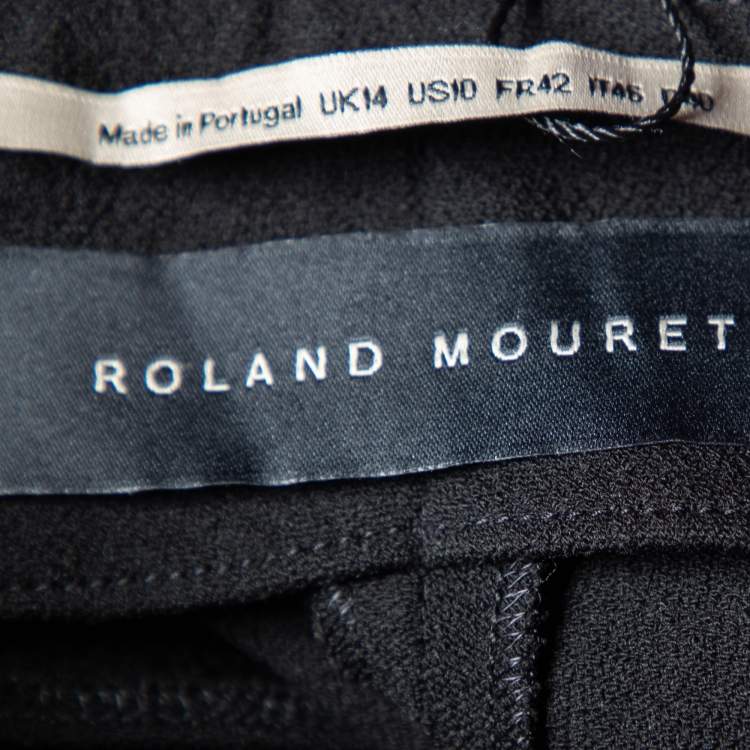 Made in Portugal UK14 US10 FR42 IT46
ROLAND MOURET